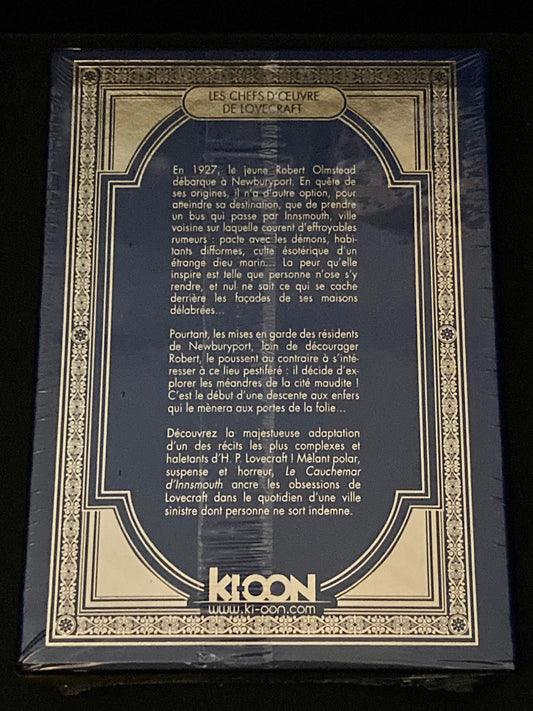 LES CHEFS D'ŒUVRE
DE LOVECRAFT
En 1927, le jeune Robert Olmstead
débarque à Newburyport. En quête de
ses origines, il n'a d'autre option, pour
atteindre sa destination, que de prendre
un bus qui passe par Innsmouth, ville
voisine sur laquelle courent d'effroyables
rumeurs : pacte avec les démons, habi-
tants difformes, culte ésotérique d'un
étrange dieu marin... La peur qu'elle
inspire est telle que personne n'ose s'y
rendre, et nul ne sait ce qui se cache
derrière les façades de ses maisons
délabrées...
Pourtant, les mises en garde des résidents
de Newburyport, loin de décourager
Robert, le poussent au contraire à s'inté-
resser à ce lieu pestiféré : il décide d'ex-
plorer les méandres de la cité maudite !
C'est le début d'une descente aux enfers
qui le mènera aux portes de la folie...
Découvrez la majestueuse adaptation
d'un des récits les plus complexes et
haletants d'H. P. Lovecraft ! Mêlant polar,
suspense et horreur, Le Cauchemar
d'Innsmouth ancre les obsessions de
Lovecraft dans le quotidien d'une ville
sinistre dont personne ne sort indemne.
KI-OON
www.ki-oon.com